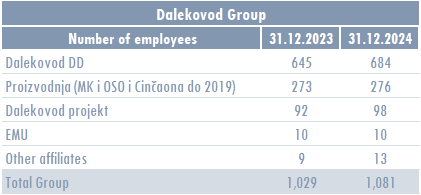 Dalekovod Group
Number of employees 31.12.2023 31.12.2024
Dalekovod DD 645 684
Proizvodnja (MK i OSO i Cinčaona do 2019) 273 276
Dalekovod projekt 92 98
EMU 10 10
Other affiliates 9 13
Total Group 1,029 1,081